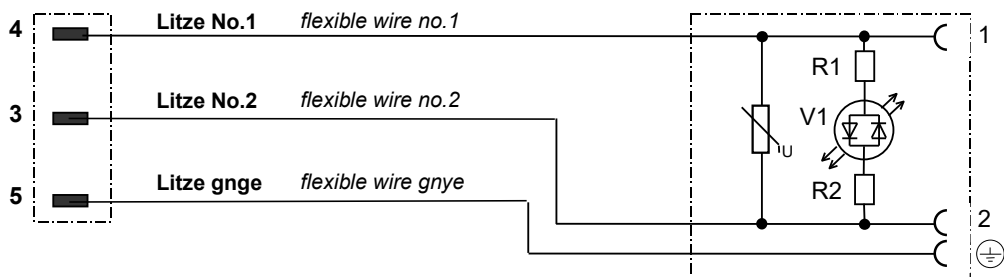 4 Litze No.1 flexible wire no.1 1
R1
3 Litze No.2 flexible wire no.2 V1
U
5 Litze gnge flexible wire gnye R2
2